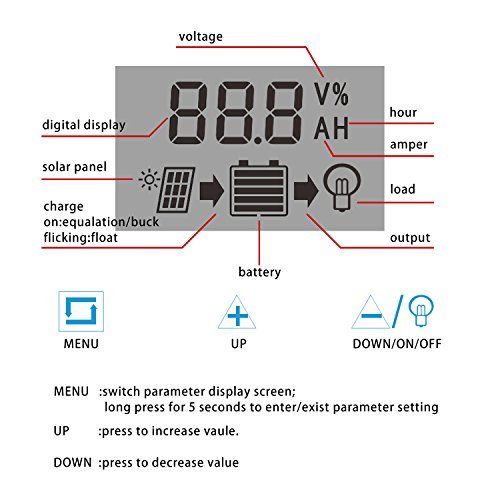 voltage
88.8 V%
AH
digital display
hour
amper
solar panel
load
charge
on:equalation/buck
flicking:float
output
battery
MENU
UP
/
DOWN/ON/OFF
MENU :switch parameter display screen;
long press for 5 seconds to enter/exist parameter setting
UP :press to increase vaule.
DOWN :press to decrease value